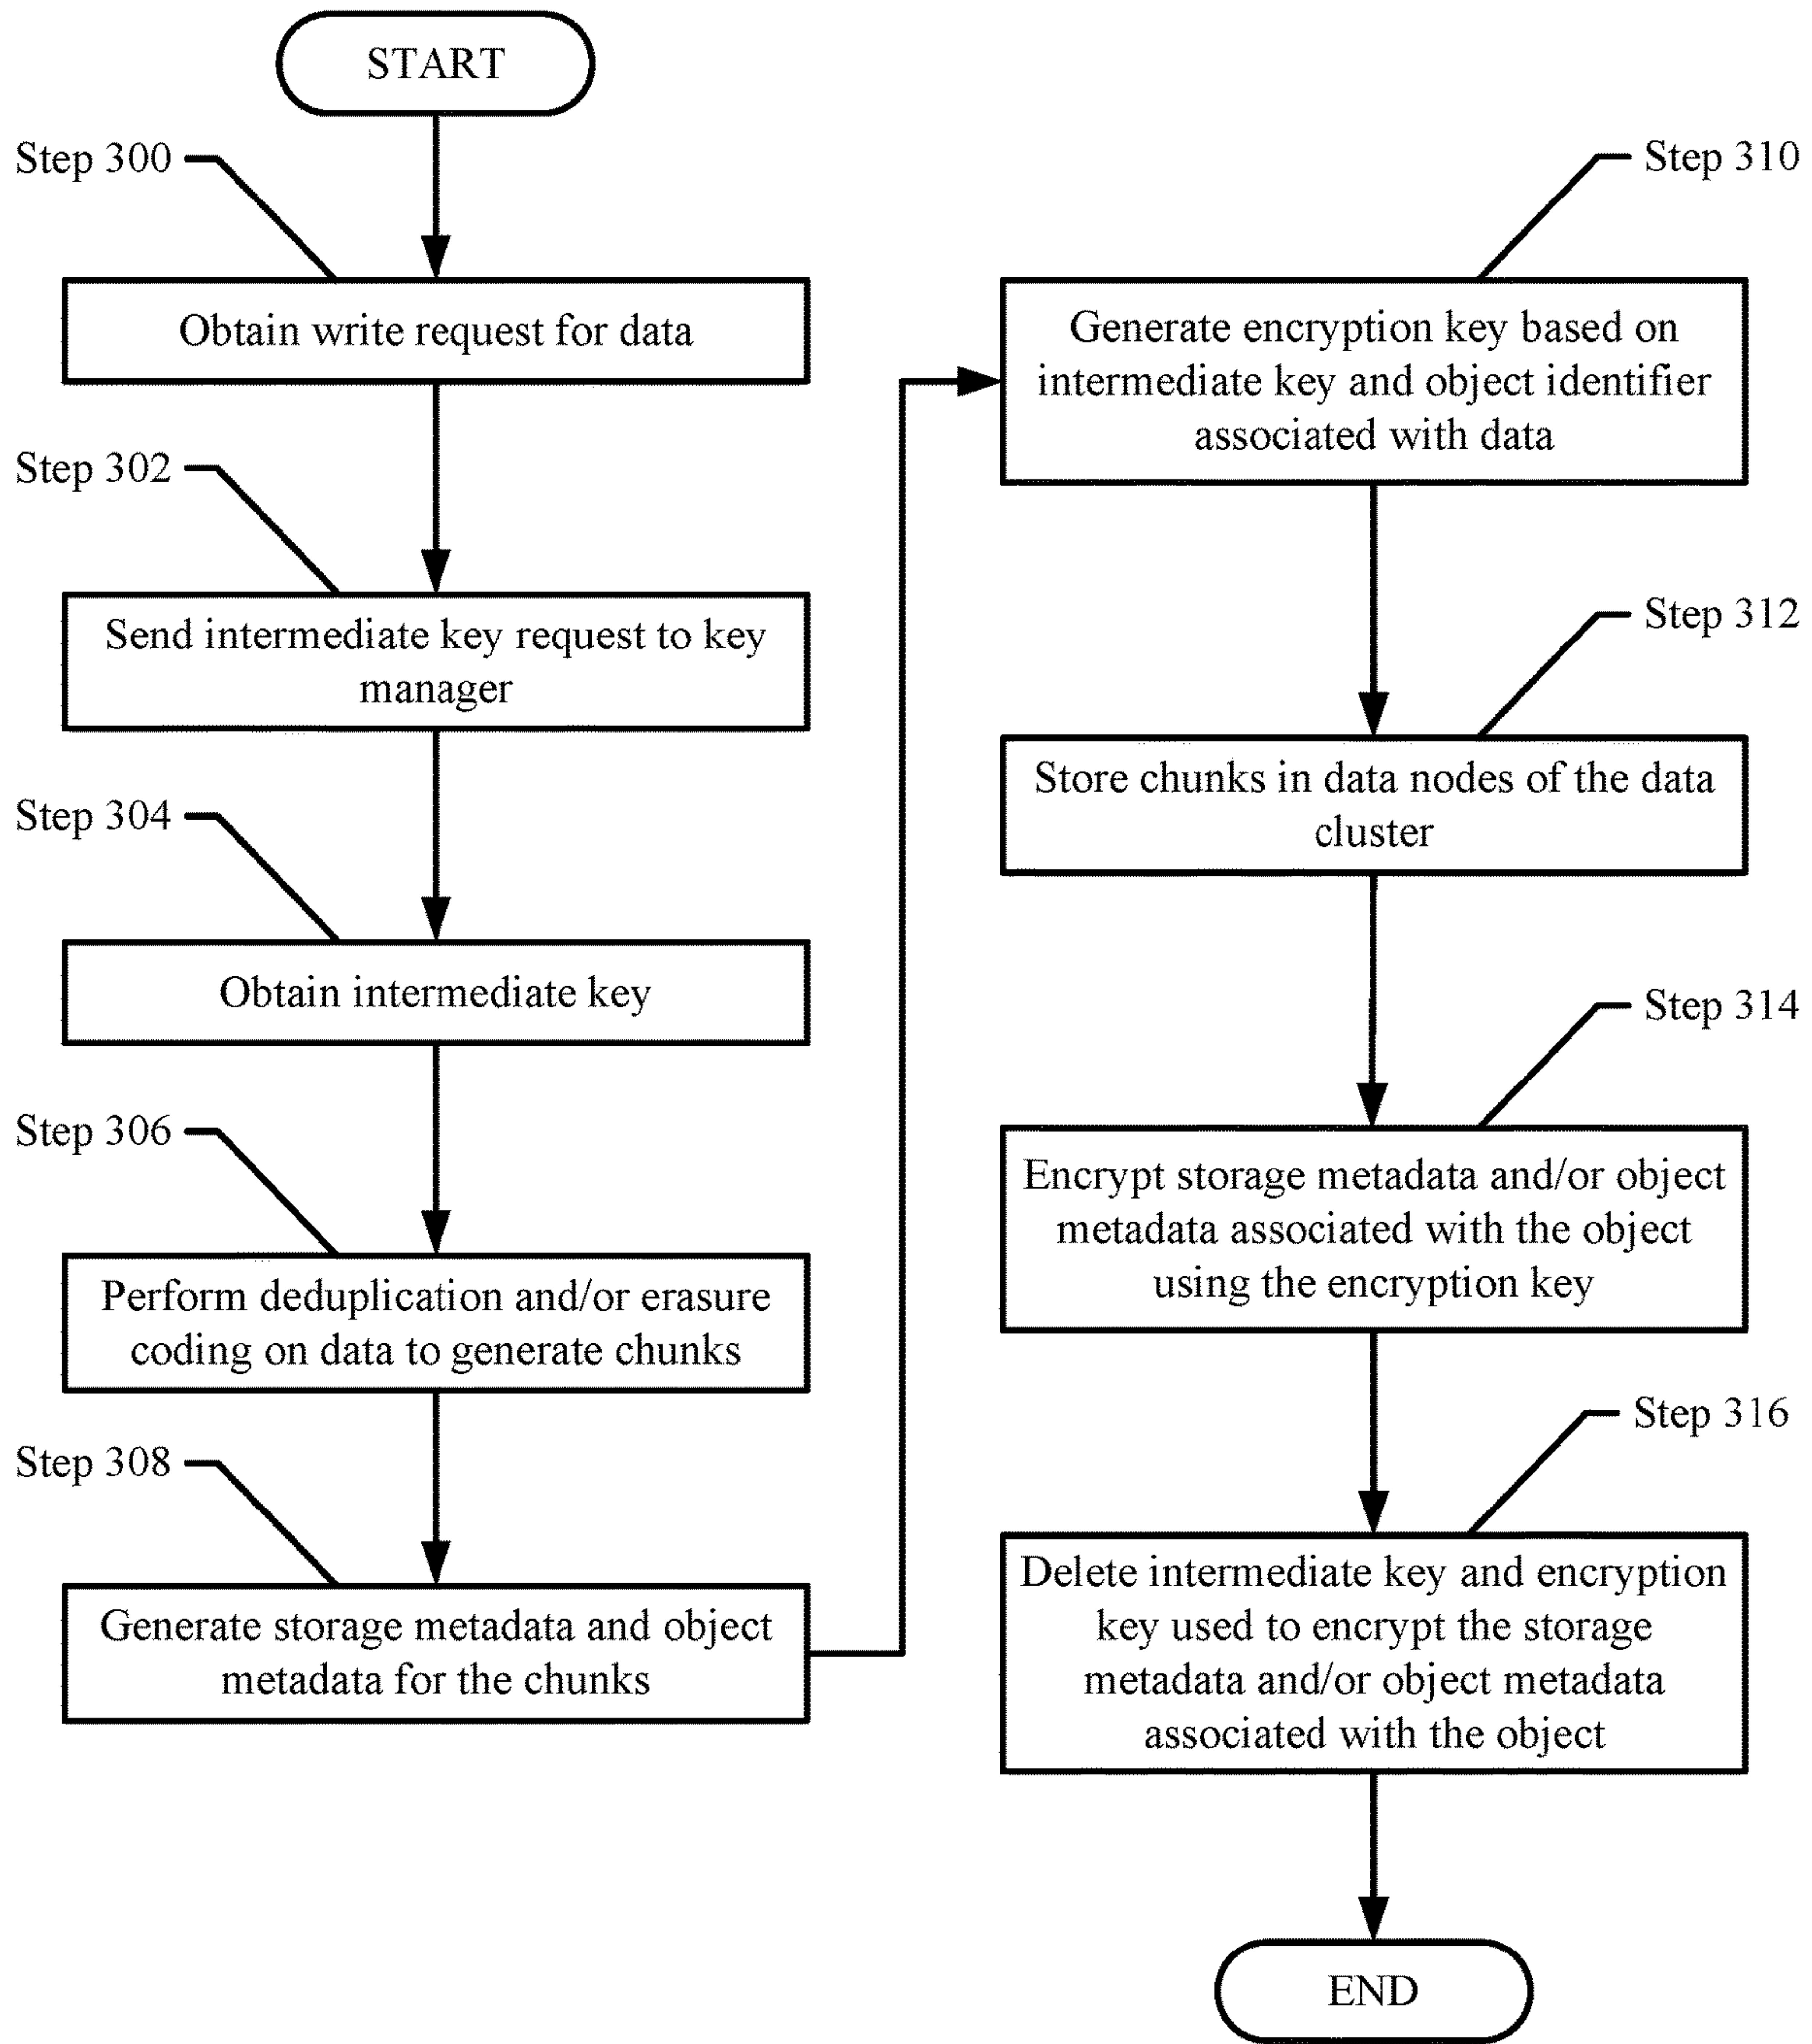 START
Step 300
Obtain write request for data
Step 302
Send intermediate key request to key
manager
Step 304
Obtain intermediate key
Step 306
Perform deduplication and/or erasure
coding on data to generate chunks
Step 308
Generate storage metadata and object
metadata for the chunks
Step 310
Generate encryption key based on
intermediate key and object identifier
associated with data
Step 312
Store chunks in data nodes of the data
cluster
Step 314
Encrypt storage metadata and/or object
metadata associated with the object
using the encryption key
Step 316
Delete intermediate key and encryption
key used to encrypt the storage
metadata and/or object metadata
associated with the object
END